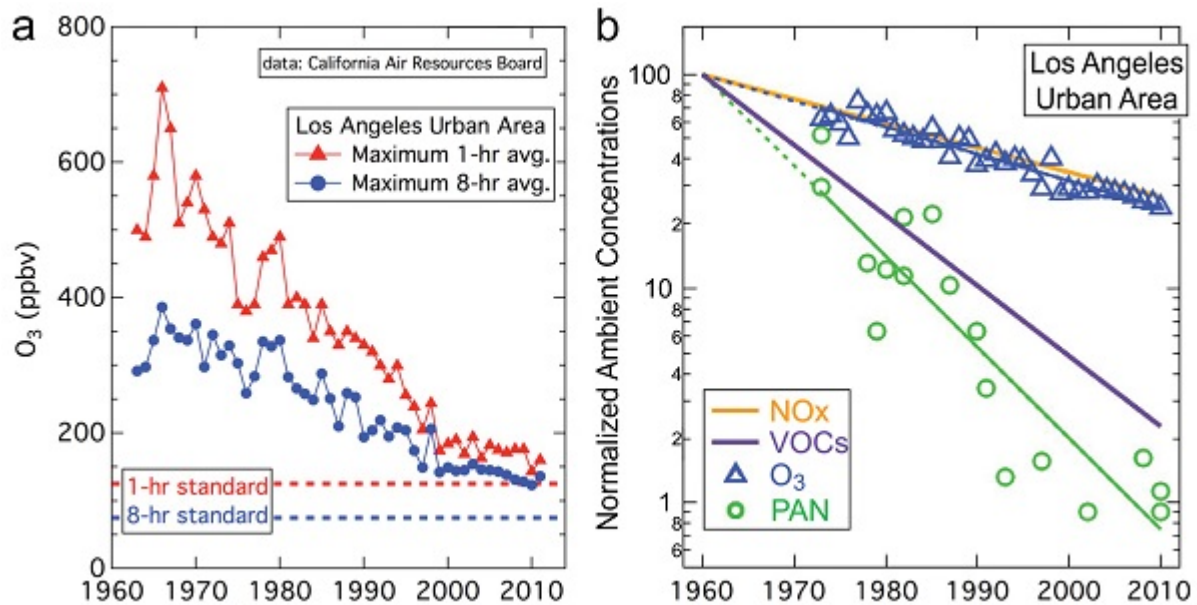 a
800
600
400
200
0
O3 (ppbv)
data: California Air Resources Board
Los Angeles Urban Area
Maximum 1-hr avg.
Maximum 8-hr avg.
1-hr standard
8-hr standard
1960 1970 1980 1990 2000 2010
b
Normalized Ambient Concentrations
100
8
6
4
2
10
8
6
4
2
1
8
6
Los Angeles
Urban Area
NOx
VOCs
O3
PAN
1960 1970 1980 1990 2000 2010